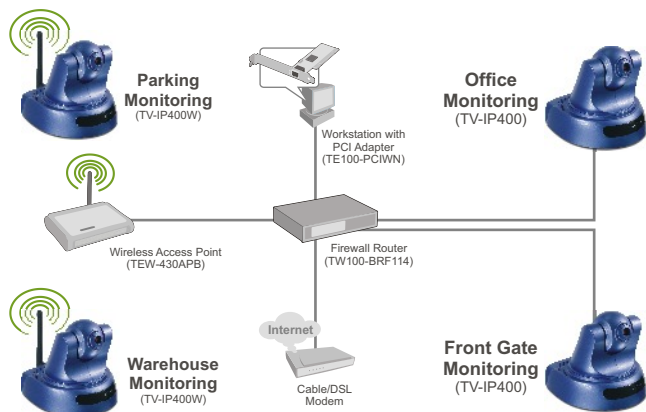 Parking
Monitoring
(TV-IP400W)
Workstation with
PCI Adapter
(TE100-PCIWN)
Office
Monitoring
(TV-IP400)
Wireless Access Point
(TEW-430APB)
Firewall Router
(TW100-BRF114)
Warehouse
Monitoring
(TV-IP400W)
Internet
Cable/DSL
Modem
Front Gate
Monitoring
(TV-IP400)